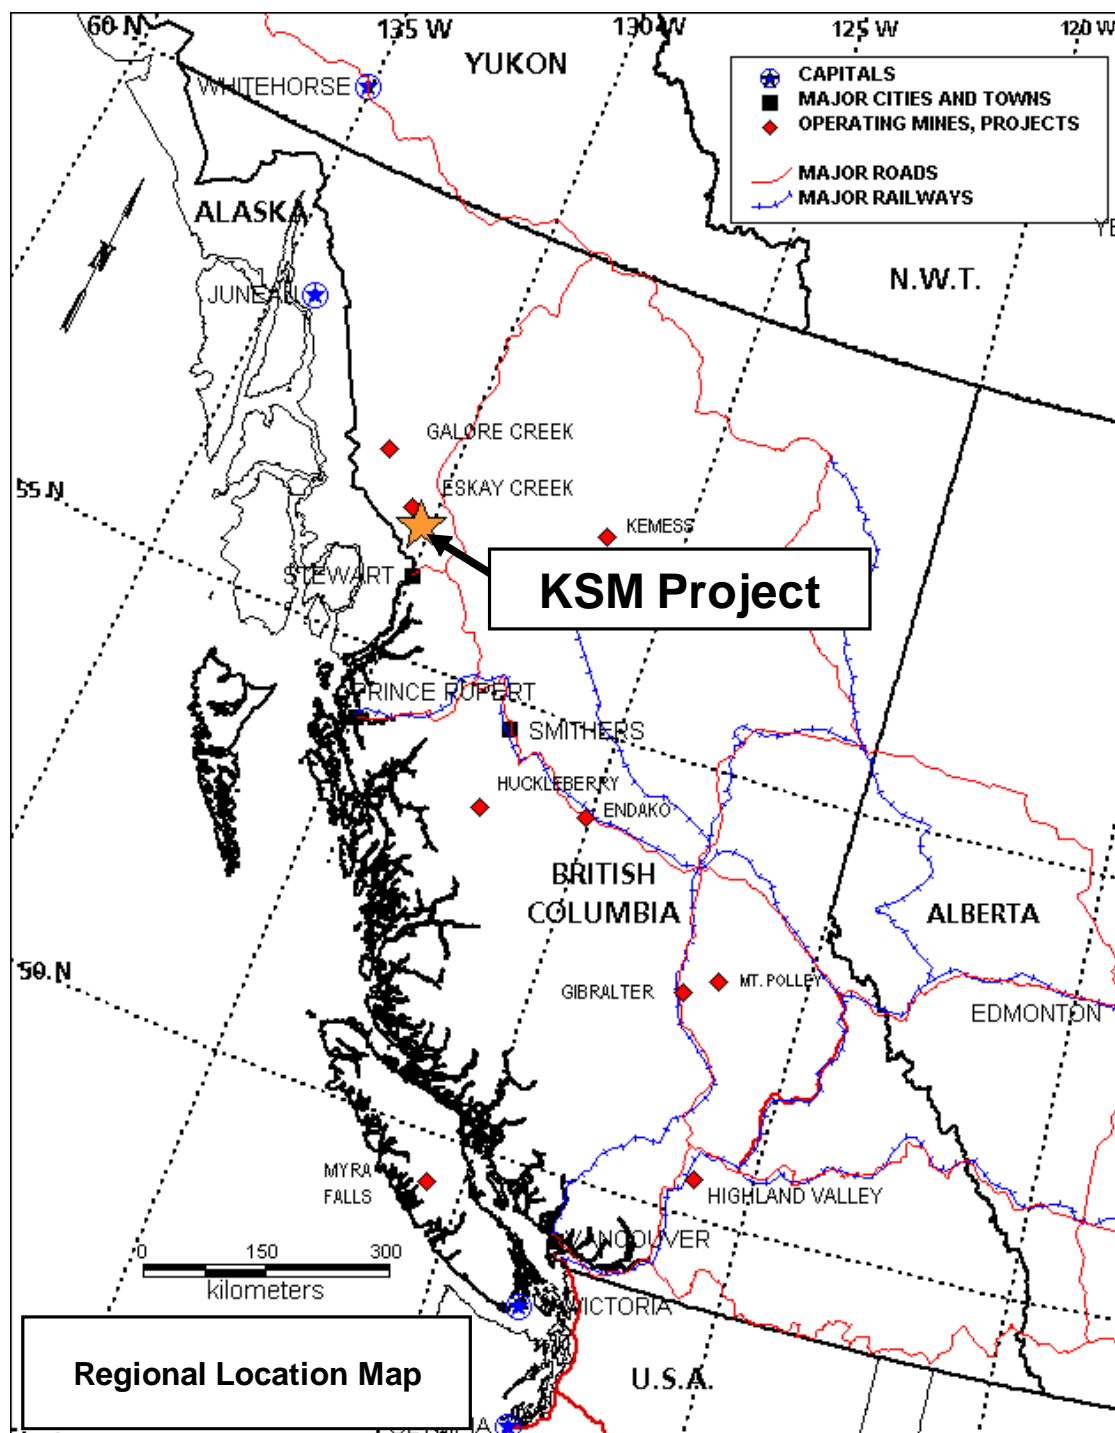 60 N
135 W
130 W
125 W
120 W
YUKON
CAPITALS
MAJOR CITIES AND TOWNS
OPERATING MINES, PROJECTS
MAJOR ROADS
MAJOR RAILWAYS
WHITEHORSE
ALASKA
N
YE
N.W.T.
JUNEAU
GALORE CREEK
55 N
ESKAY CREEK
KEMESS
STEWART
KSM Project
PRINCE RUPERT
SMITHERS
HUCKLEBERRY
ENDAKO
BRITISH
COLUMBIA
ALBERTA
50 N
GIBRALTER
MT. POLLEY
EDMONTON
MYRA
FALLS
HIGHLAND VALLEY
VANCOUVER
0 150 300
kilometers
VICTORIA
Regional Location Map
U.S.A.